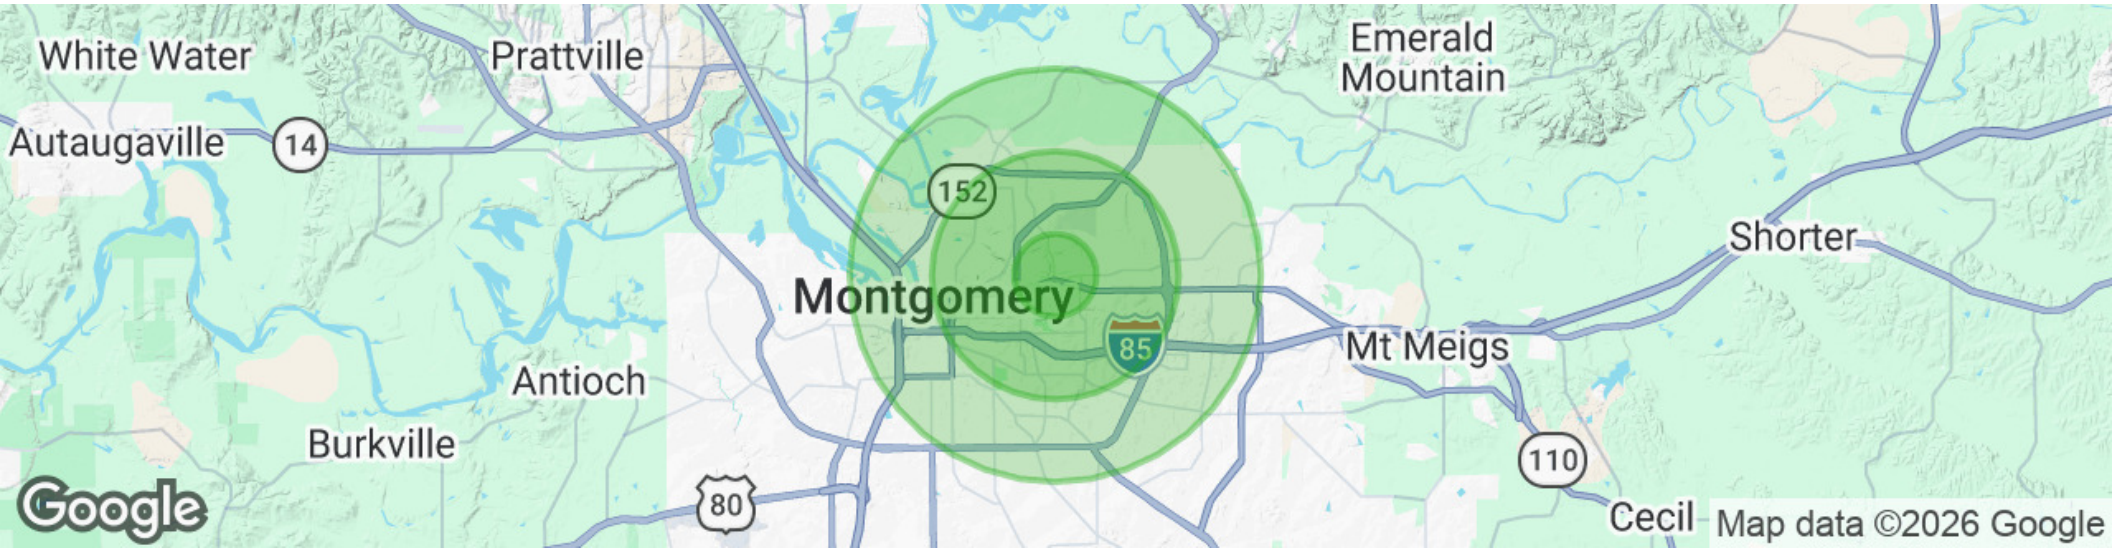 White Water
Prattville
Emerald
Mountain
Autaugaville
14
152
Shorter
Montgomery
85
Mt Meigs
Antioch
Burkville
110
80
Google
Cecil
Map data ©2026 Google